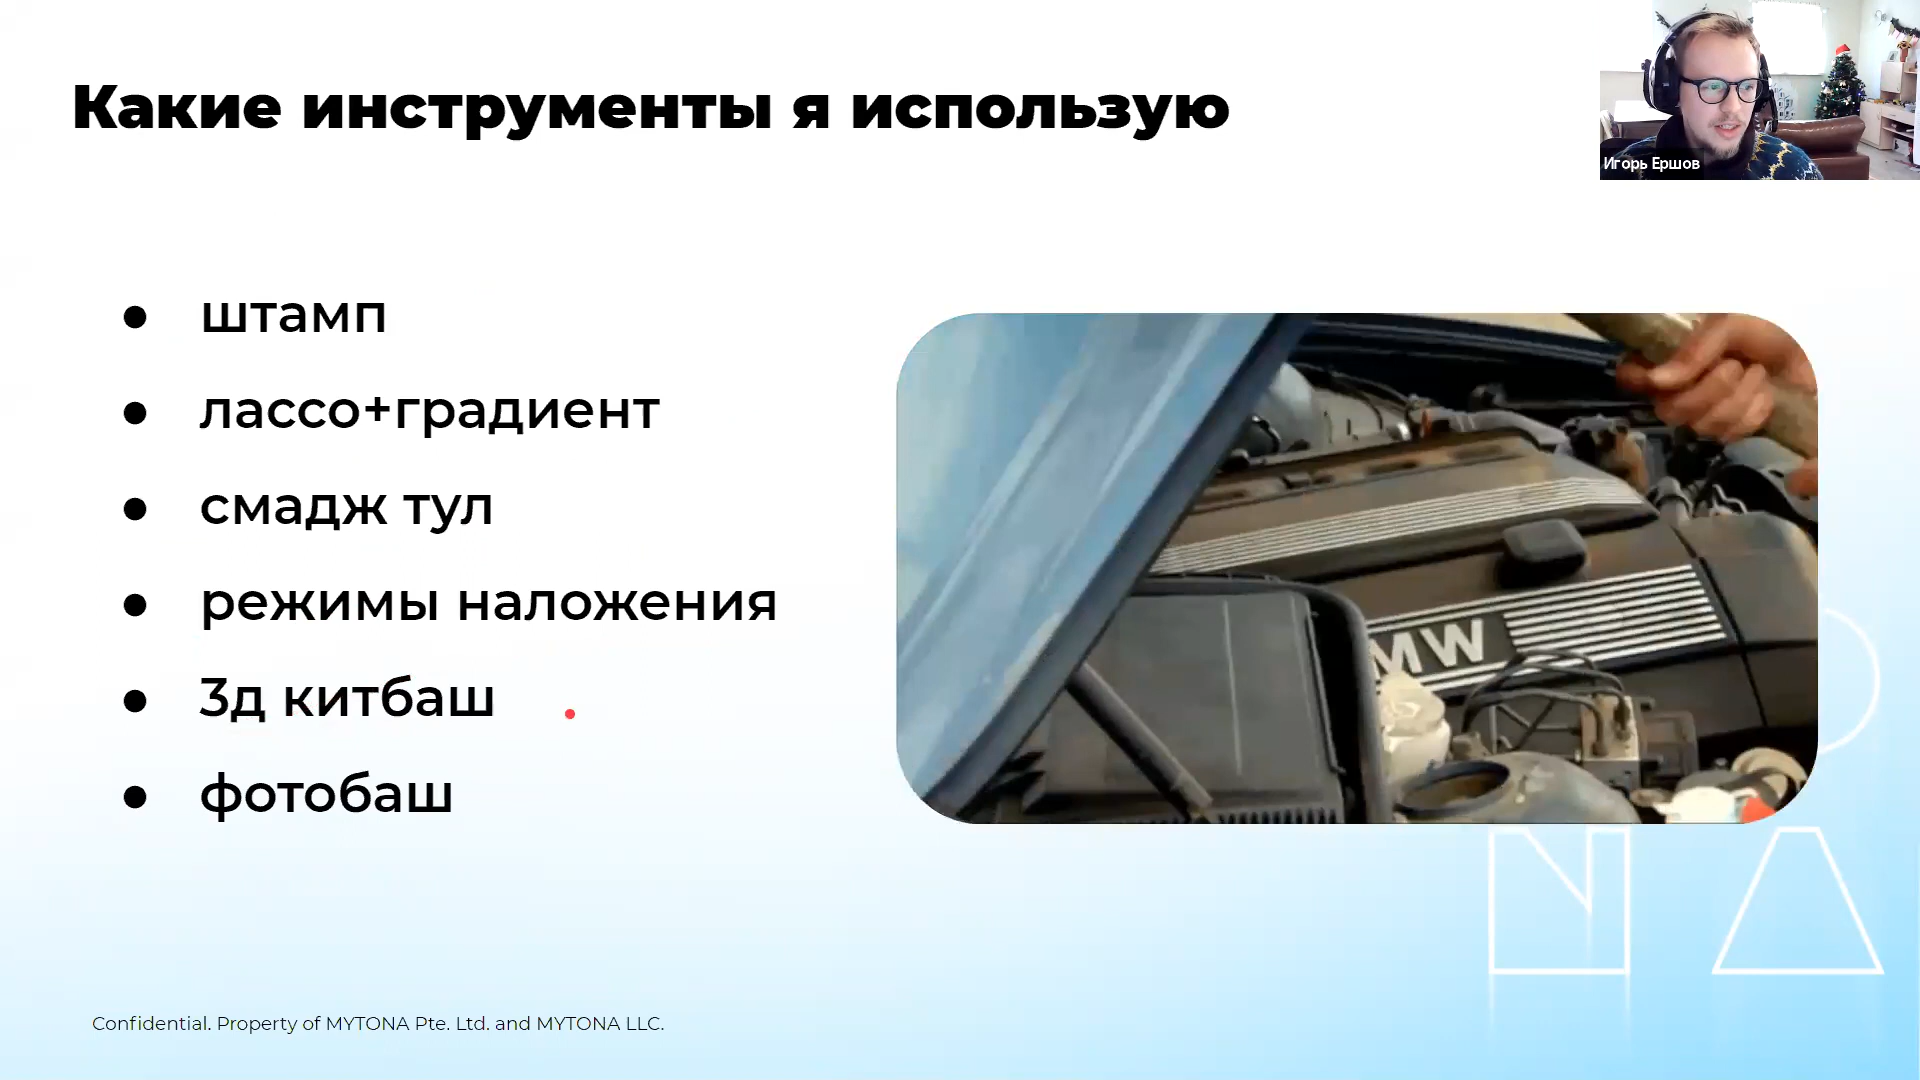 Какие инструменты я использую
Игорь Ершов
● штамп
● лассо+градиент
● смадж тул
● режимы наложения
● 3д китбаш
● фотобаш
MW
N A
Confidential. Property of MYTONA Pte. Ltd. and MYTONA LLC.